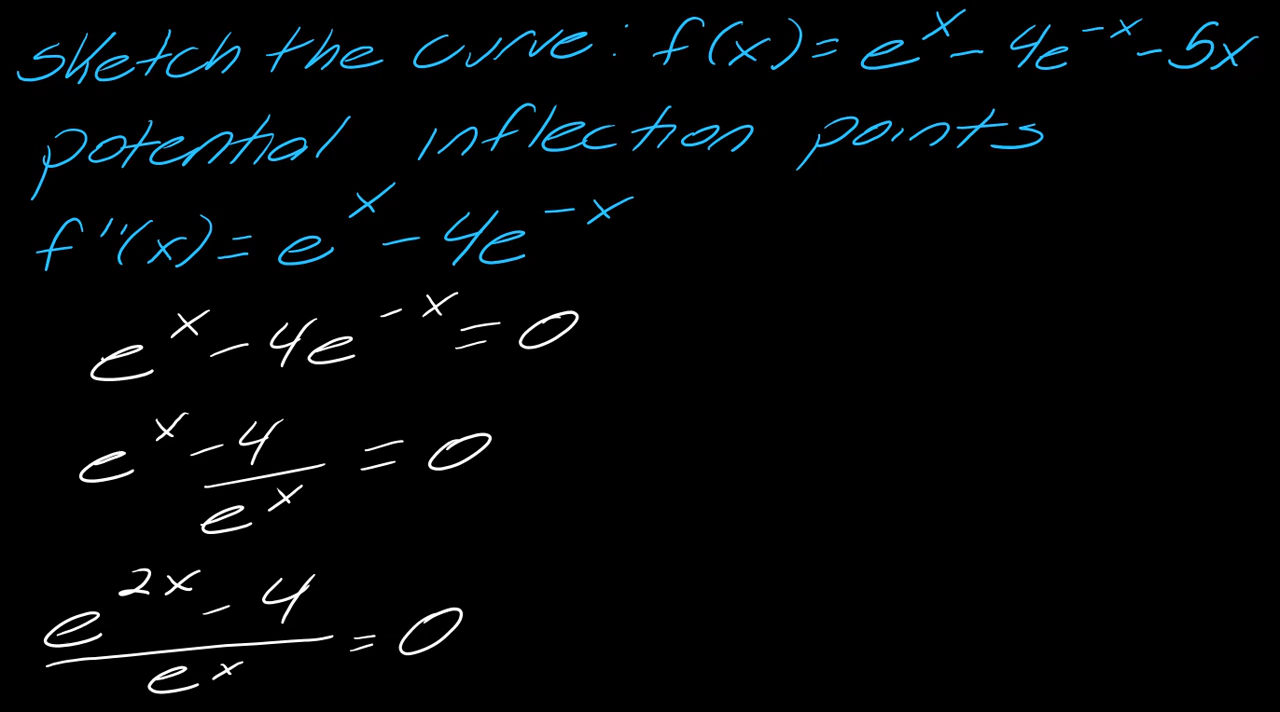 sketch the curve: f(x) = e^x - 4e^-x - 5x
potential inflection points
f''(x) = e^x - 4e^-x
e^x - 4e^-x = 0
e^x - 4/e^x = 0
(e^2x - 4)/e^x = 0